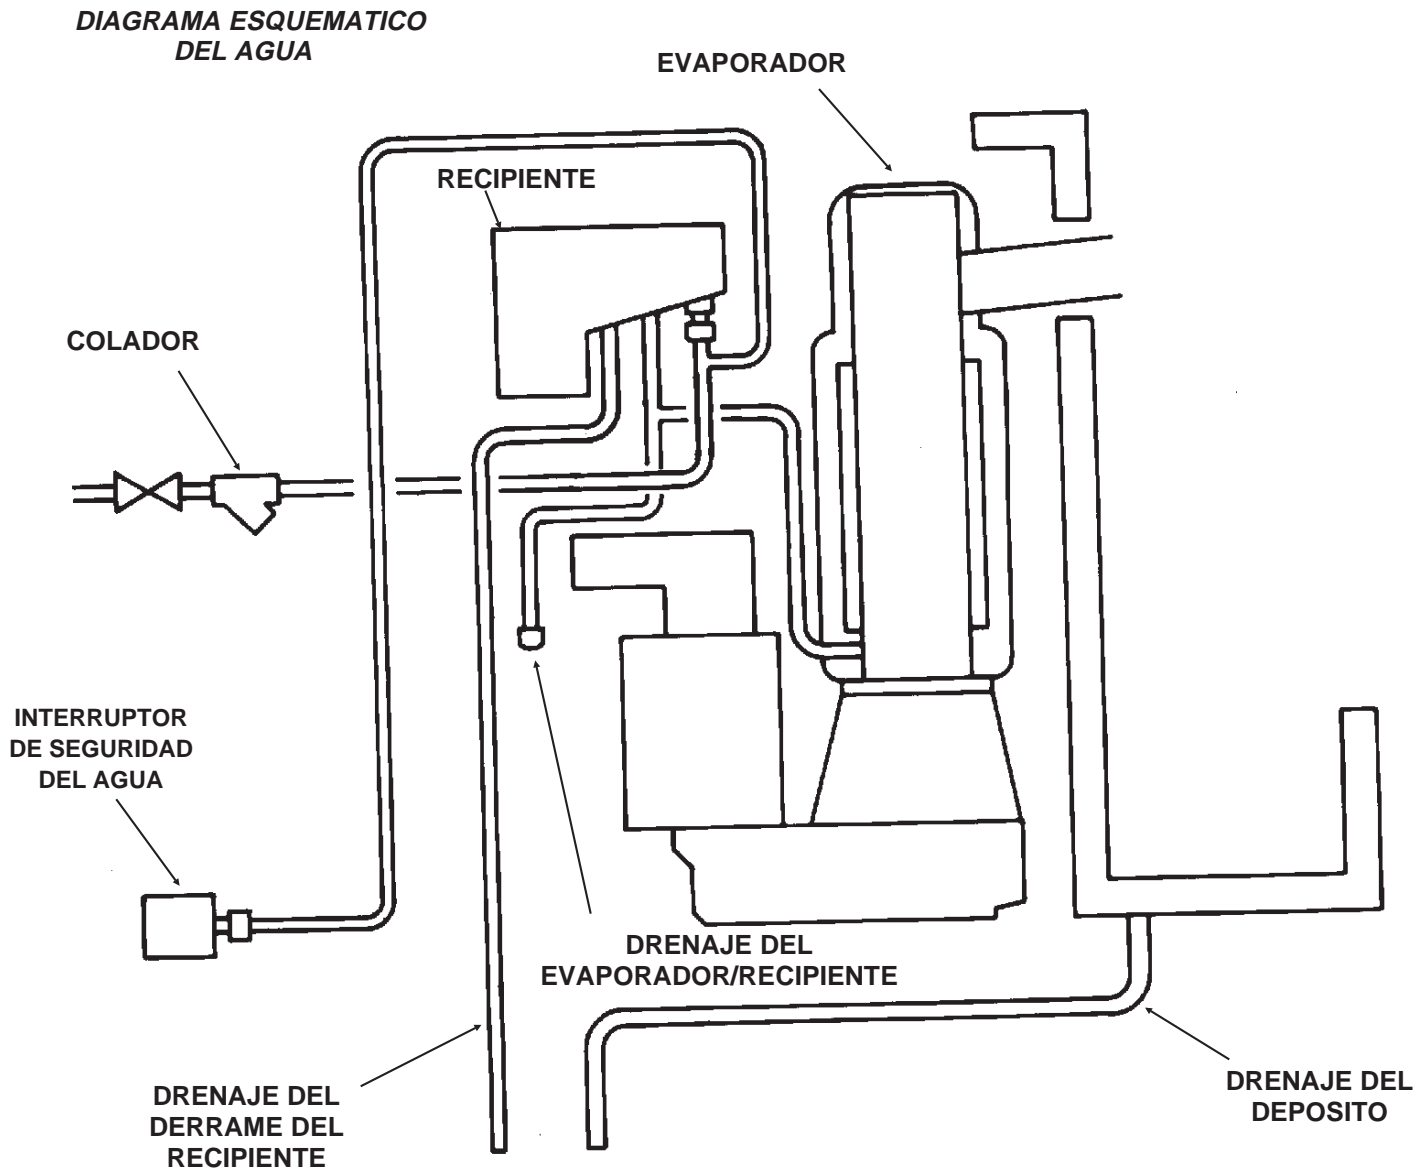 DIAGRAMA ESQUEMATICO
DEL AGUA
EVAPORADOR
RECIPIENTE
COLADOR
INTERRUPTOR
DE SEGURIDAD
DEL AGUA
DRENAJE DEL
EVAPORADOR/RECIPIENTE
DRENAJE DEL
DERRAME DEL
RECIPIENTE
DRENAJE DEL
DEPOSITO